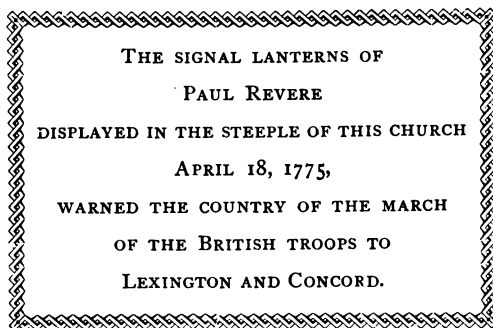 The signal lanterns of
Paul Revere
displayed in the steeple of this church
April 18, 1775,
warned the country of the march
of the British troops to
Lexington and Concord.